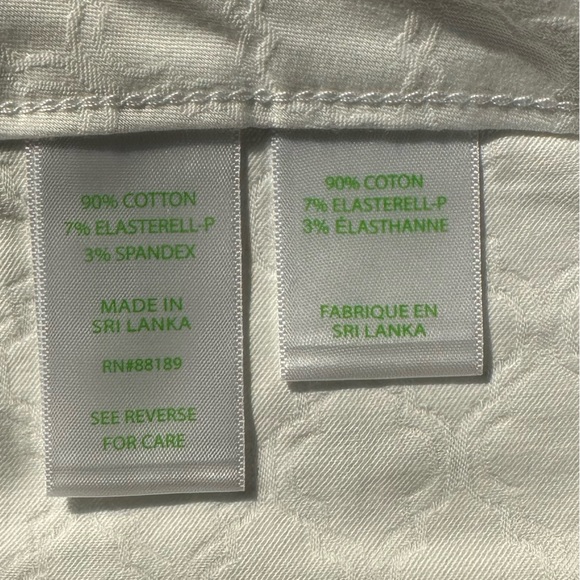 90% COTTON
7% ELASTERELL-P
3% SPANDEX
MADE IN
SRI LANKA
RN#88189
SEE REVERSE
FOR CARE
90% COTON
7% ELASTERELL-P
3% ÉLASTHANNE
FABRIQUE EN
SRI LANKA